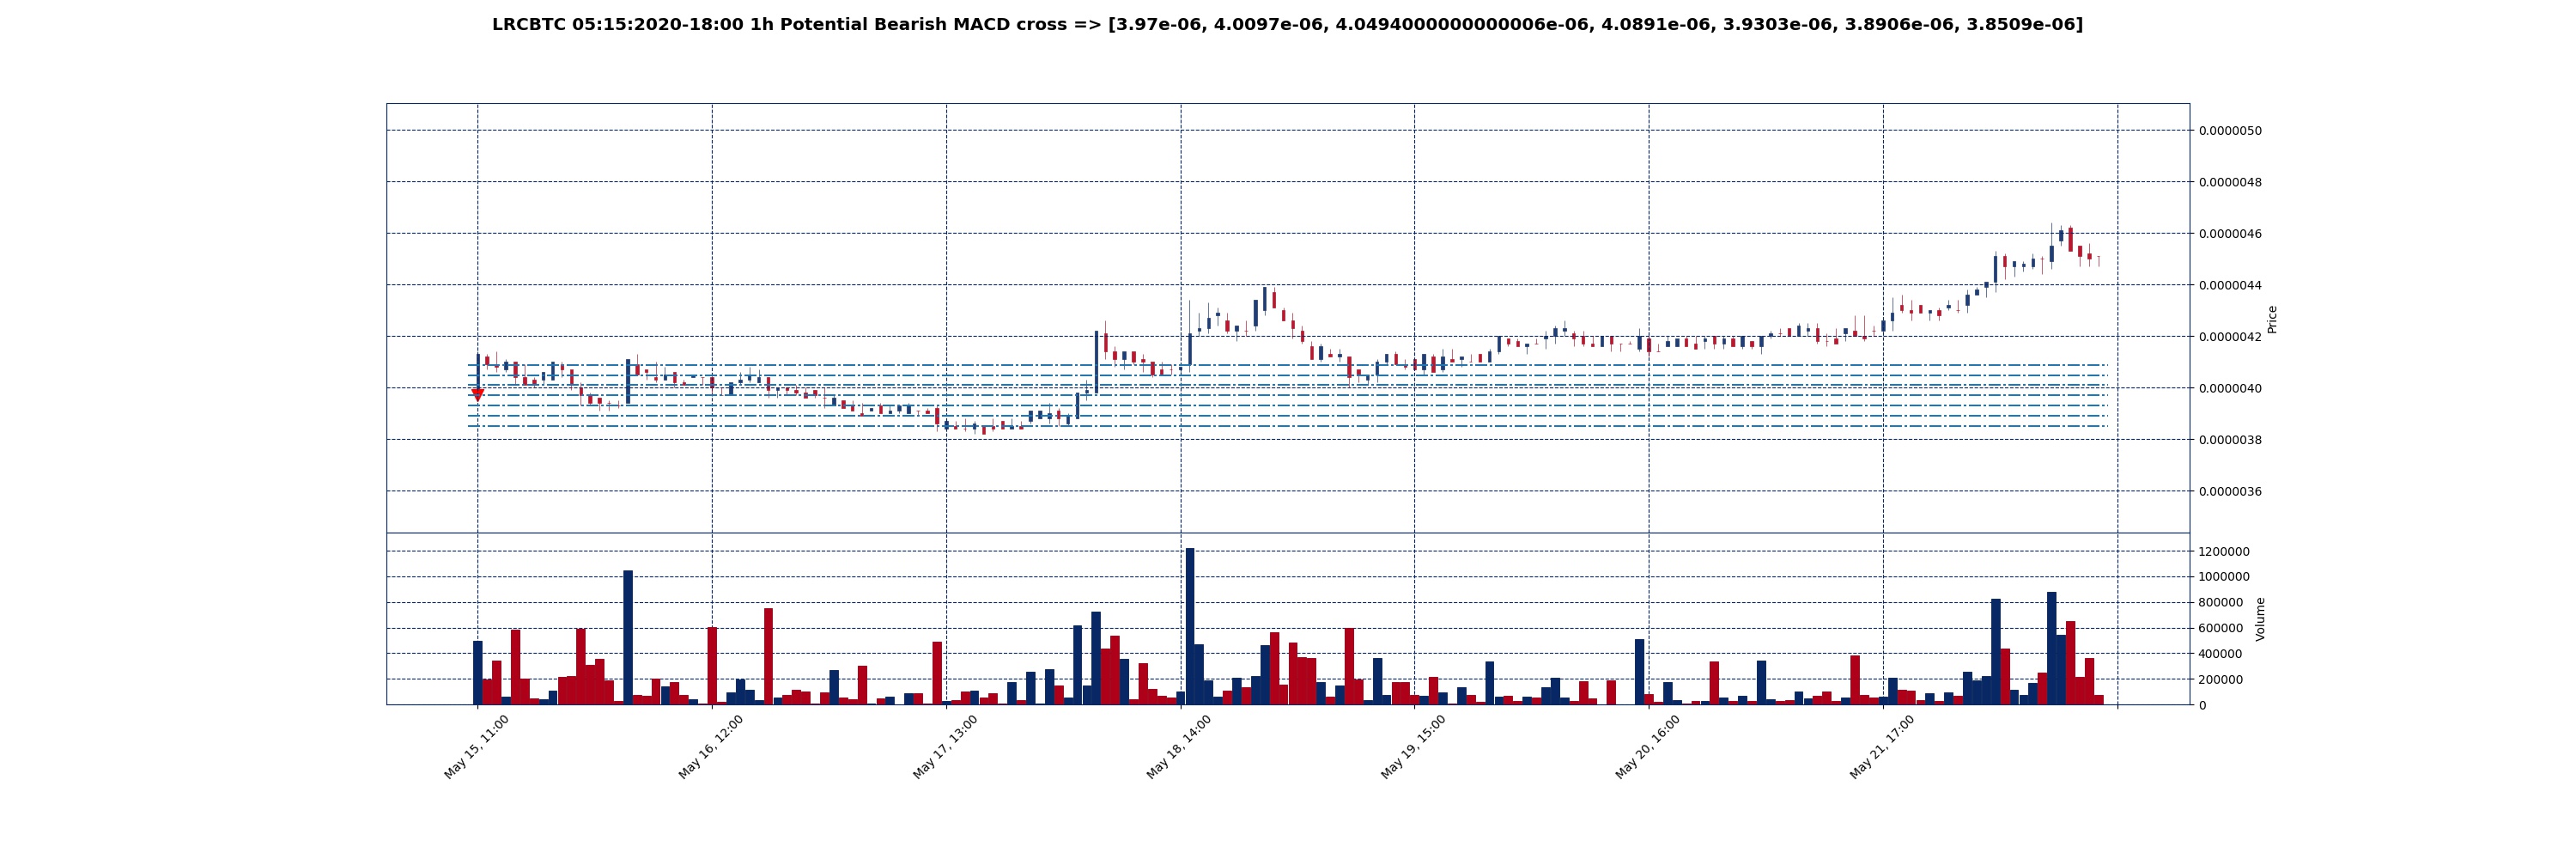 LRCBTC 05:15:2020-18:00 1h Potential Bearish MACD cross => [3.97e-06, 4.0097e-06, 4.0494000000000006e-06, 4.0891e-06, 3.9303e-06, 3.8906e-06, 3.8509e-06]
0.0000050
0.0000048
0.0000046
0.0000044
0.0000042
0.0000040
0.0000038
0.0000036
Price
1200000
1000000
800000
600000
400000
200000
0
Volume
May 15, 11:00
May 16, 12:00
May 17, 13:00
May 18, 14:00
May 19, 15:00
May 20, 16:00
May 21, 17:00